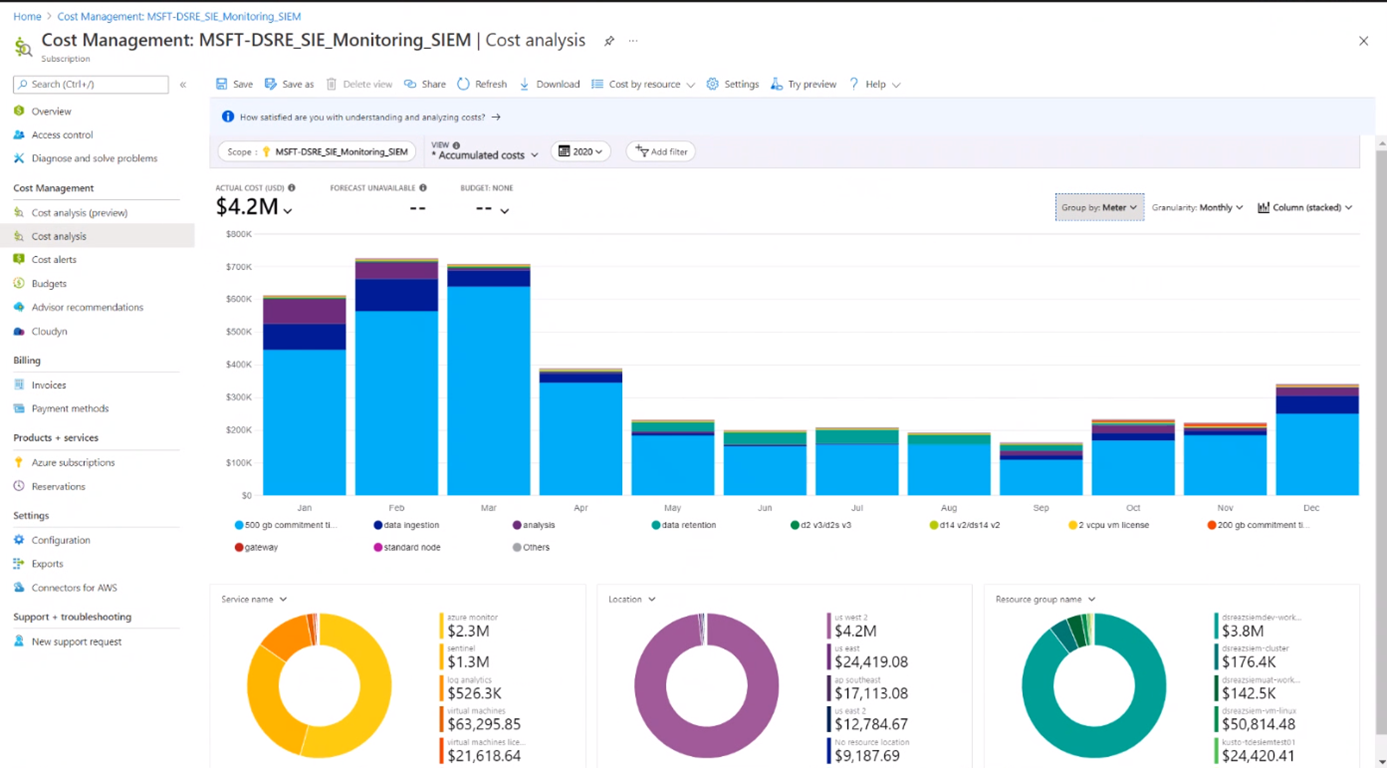 Home > Cost Management: MSFT-DSRE_SIE_Monitoring_SIEM
Cost Management: MSFT-DSRE_SIE_Monitoring_SIEM | Cost analysis
Subscription
Search (Ctrl+/)
Overview
Access control
Diagnose and solve problems
Cost Management
Cost analysis (preview)
Cost analysis
Cost alerts
Budgets
Advisor recommendations
Cloudyn
Billing
Invoices
Payment methods
Products + services
Azure subscriptions
Reservations
Settings
Configuration
Exports
Connectors for AWS
Support + troubleshooting
New support request
Save Save as Delete view Share Refresh Download Cost by resource Settings Try preview Help
How satisfied are you with understanding and analyzing costs? →
Scope : MSFT-DSRE_SIE_Monitoring_SIEM
VIEW
* Accumulated costs
2020
Add filter
ACTUAL COST (USD) FORECAST UNAVAILABLE BUDGET: NONE
$4.2M -- --
Group by: Meter Granularity: Monthly Column (stacked)
$800K
$700K
$600K
$500K
$400K
$300K
$200K
$100K
$0
Jan Feb Mar Apr May Jun Jul Aug Sep Oct Nov Dec
500 gb commitment ti... data ingestion analysis data retention d2 v3/d2s v3 d14 v2/ds14 v2 2 vcpu vm license 200 gb commitment ti...
gateway standard node Others
Service name
azure monitor
$2.3M
sentinel
$1.3M
log analytics
$526.3K
virtual machines
$63,295.85
virtual machines lice...
$21,618.64
Location
us west 2
$4.2M
us east
$24,419.08
ap southeast
$17,113.08
us east 2
$12,784.67
No resource location
$9,187.69
Resource group name
dsreazsiemdev-work...
$3.8M
dsreazsiem-cluster
$176.4K
dsreazsiemuat-work...
$142.5K
dsreazsiem-vm-linux
$50,814.48
kusto-tdesiemtest01
$24,420.41